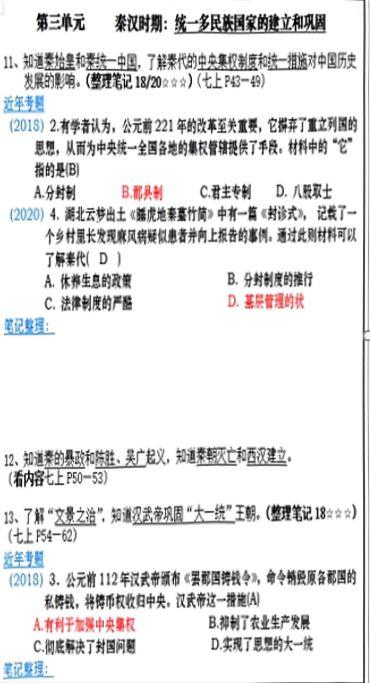 第三单元 秦汉时期：统一多民族国家的建立和巩固
11、知道秦始皇和秦统一中国，了解秦代的中央集权制度和统一措施对中国历史
发展的影响。(整理笔记 18/20☆☆☆)(七上 P43—49)
近年考题
(2018) 2.有学者认为，公元前 221 年的改革至关重要，它摒弃了重立列国的
思想，从而为中央统一全国各地的集权管辖提供了手段。材料中的“它”
指的是(B)
A.分封制 B.郡县制 C.君主专制 D. 八股取士
(2020) 4. 湖北云梦出土《睡虎地秦墓竹简》中有一篇《封诊式》， 记载了一
个乡村里长发现麻风病疑似患者并向上报告的事例。通过此则材料可以
了解秦代( D )
A. 休养生息的政策 B. 分封制度的推行
C. 法律制度的严酷 D. 基层管理的状
笔记整理：
12、知道秦的暴政和陈胜、吴广起义，知道秦朝灭亡和西汉建立。
(看内容七上 P50—53)
13、了解“文景之治”，知道汉武帝巩固“大一统”王朝。(整理笔记 18☆☆☆)
(七上 P54—62)
近年考题
(2018) 3. 公元前 112 年汉武帝颁布《罢郡国铸钱令》，命令销毁原各郡国的
私铸钱，将铸币权收归中央。汉武帝这一措施(A)
A.有利于加强中央集权 B.抑制了农业生产发展
C.彻底解决了封国问题 D.实现了思想的大一统
笔记整理：